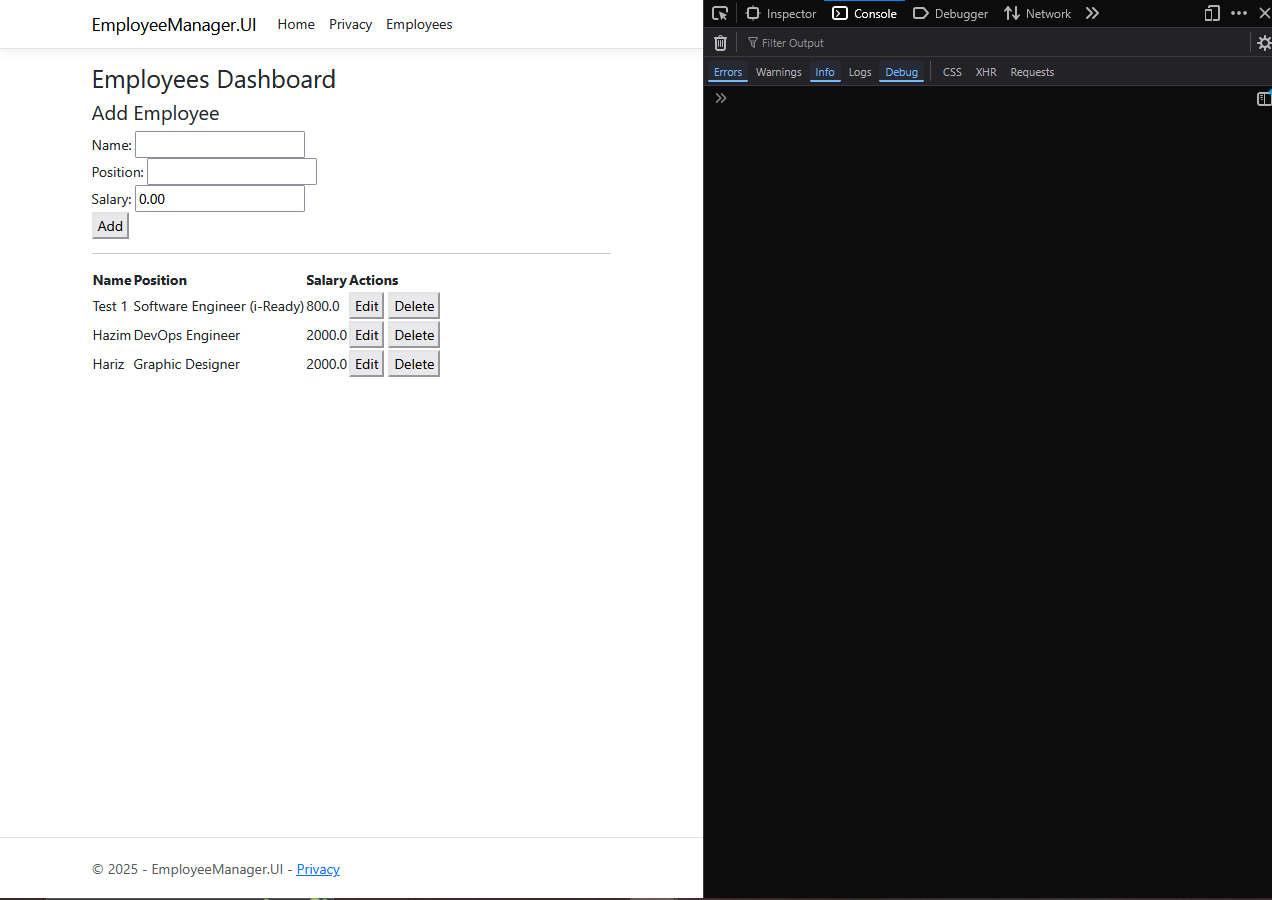 EmployeeManager.UI Home Privacy Employees
Employees Dashboard
Add Employee
Name:
Position:
Salary: 0.00
Add
Name Position Salary Actions
Test 1 Software Engineer (i-Ready) 800.0 Edit Delete
Hazim DevOps Engineer 2000.0 Edit Delete
Hariz Graphic Designer 2000.0 Edit Delete
© 2025 - EmployeeManager.UI - Privacy
Inspector Console Debugger Network
Filter Output
Errors Warnings Info Logs Debug CSS XHR Requests